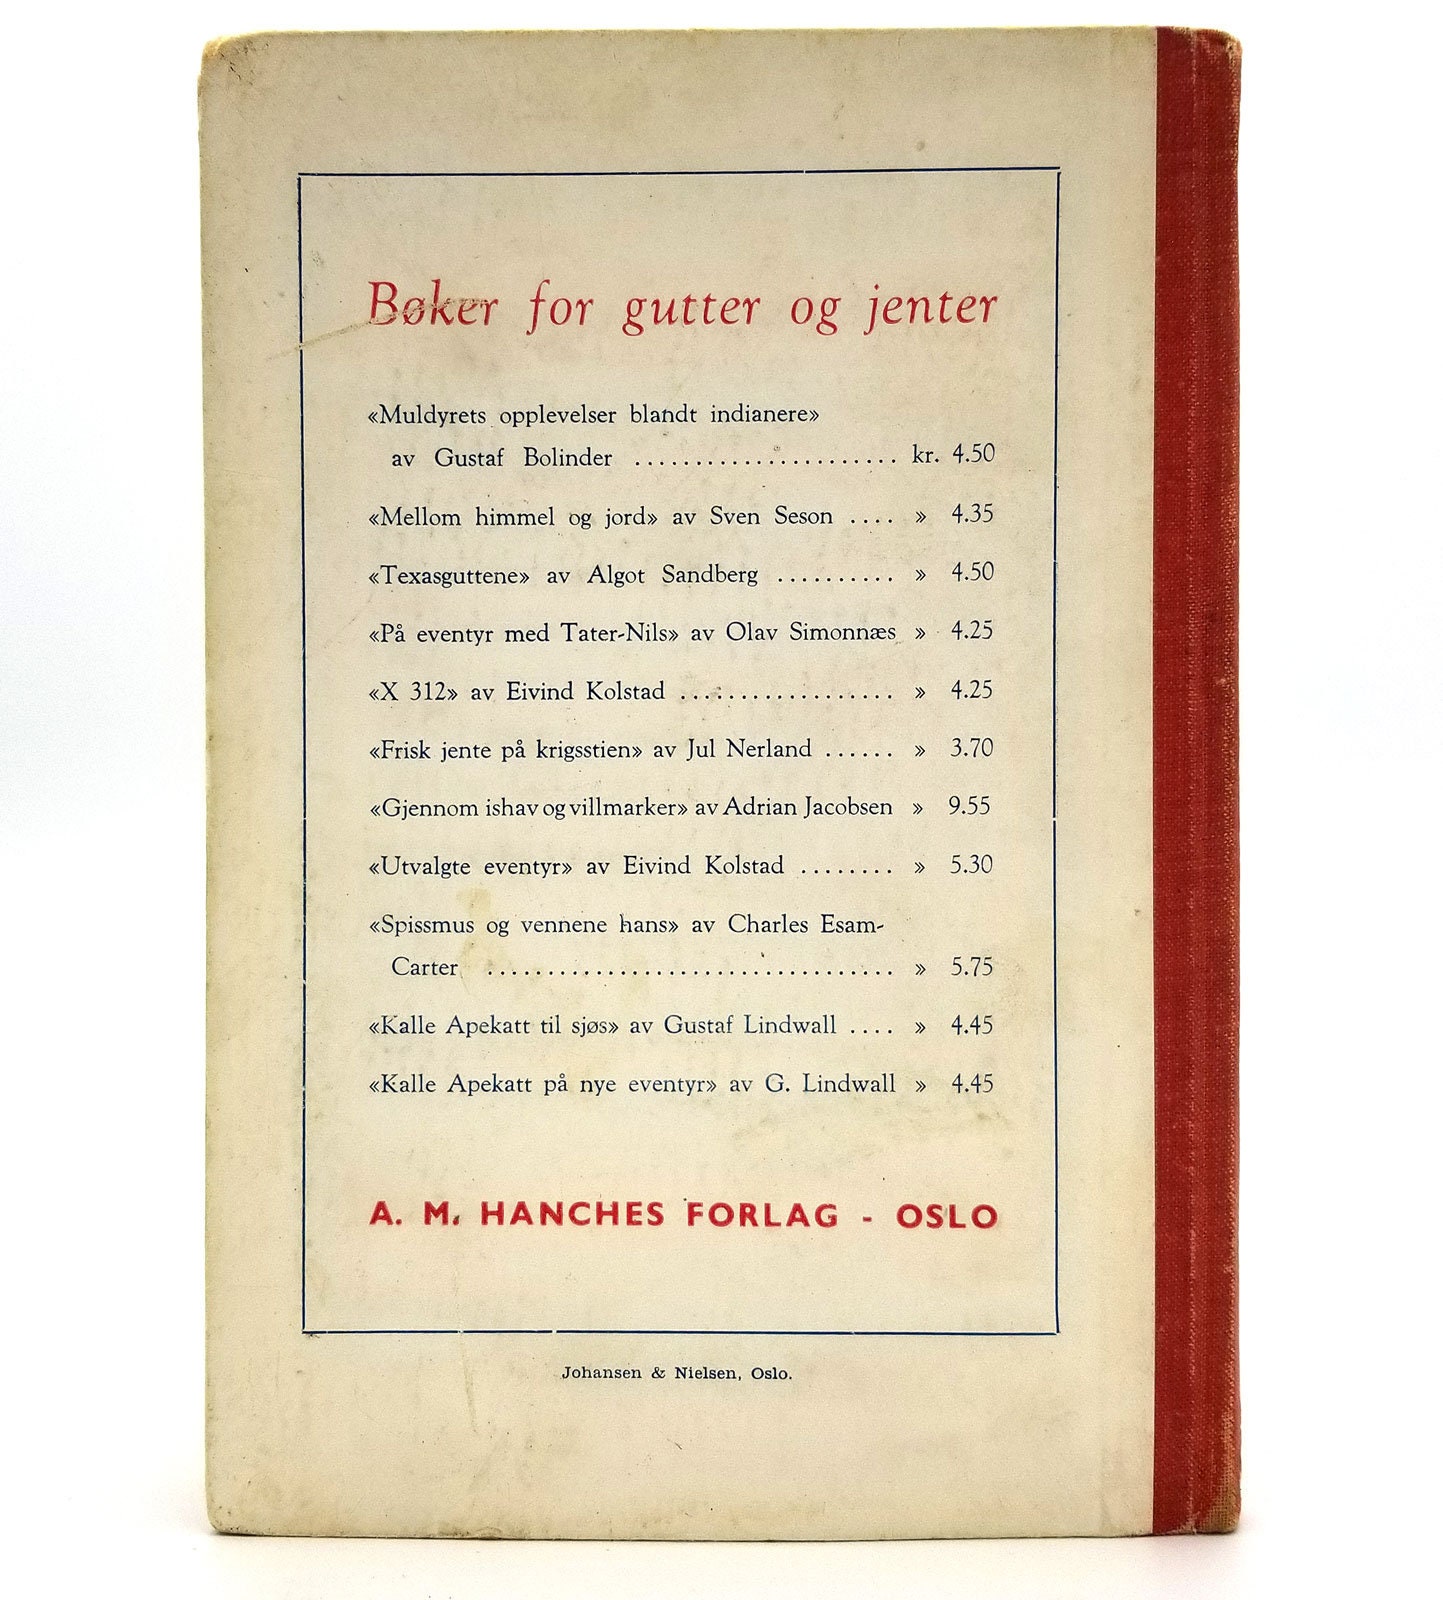 Bøker for gutter og jenter
«Muldyrets opplevelser blandt indianere»
av Gustaf Bolinder ...................... kr. 4.50
«Mellom himmel og jord» av Sven Seson .... » 4.35
«Texasguttene» av Algot Sandberg .......... » 4.50
«På eventyr med Tater-Nils» av Olav Simonnæs » 4.25
«X 312» av Eivind Kolstad .................. » 4.25
«Frisk jente på krigsstien» av Jul Nerland ...... » 3.70
«Gjennom ishav og villmarker» av Adrian Jacobsen » 9.55
«Utvalgte eventyr» av Eivind Kolstad ........ » 5.30
«Spissmus og vennene hans» av Charles Esam-
Carter .................................. » 5.75
«Kalle Apekatt til sjøs» av Gustaf Lindwall .... » 4.45
«Kalle Apekatt på nye eventyr» av G. Lindwall » 4.45
A. M. HANCHES FORLAG - OSLO
Johansen & Nielsen, Oslo.